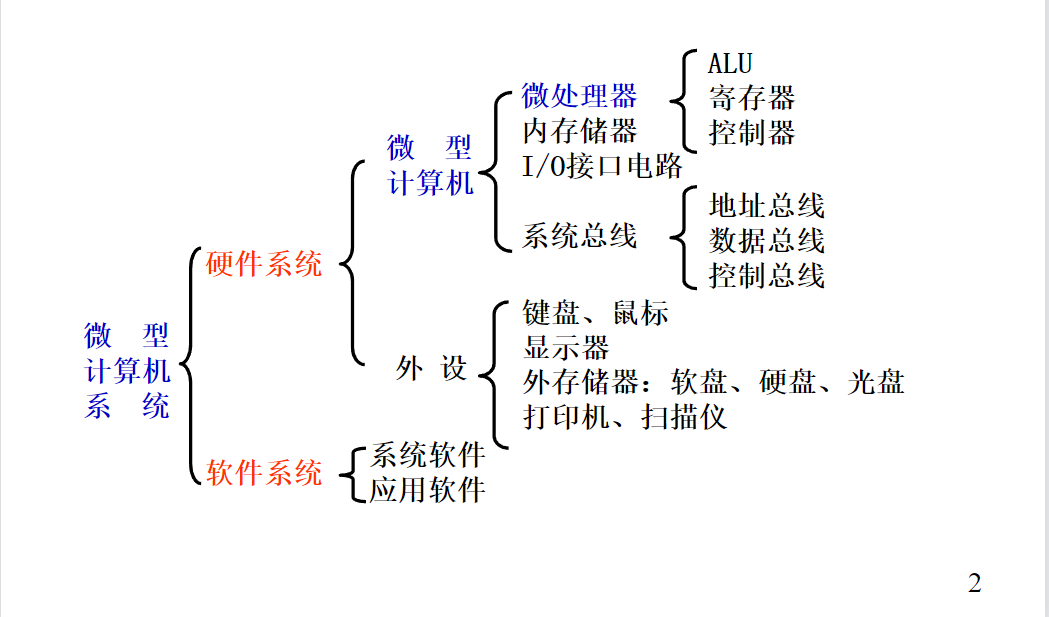 ALU
微处理器
寄存器
内存储器
控制器
微 型
计算机
I/O接口电路
地址总线
系统总线
数据总线
硬件系统
控制总线
键盘、鼠标
微 型
显示器
计算机
外 设
外存储器：软盘、硬盘、光盘
系 统
打印机、扫描仪
系统软件
软件系统
应用软件
2